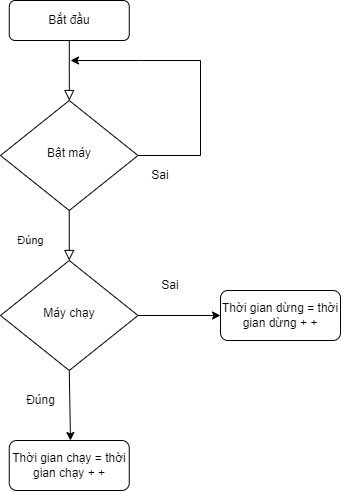 Bắt đầu
Bật máy
Sai
Đúng
Máy chạy
Sai
Thời gian dừng = thời
gian dừng + +
Đúng
Thời gian chạy = thời
gian chạy + +